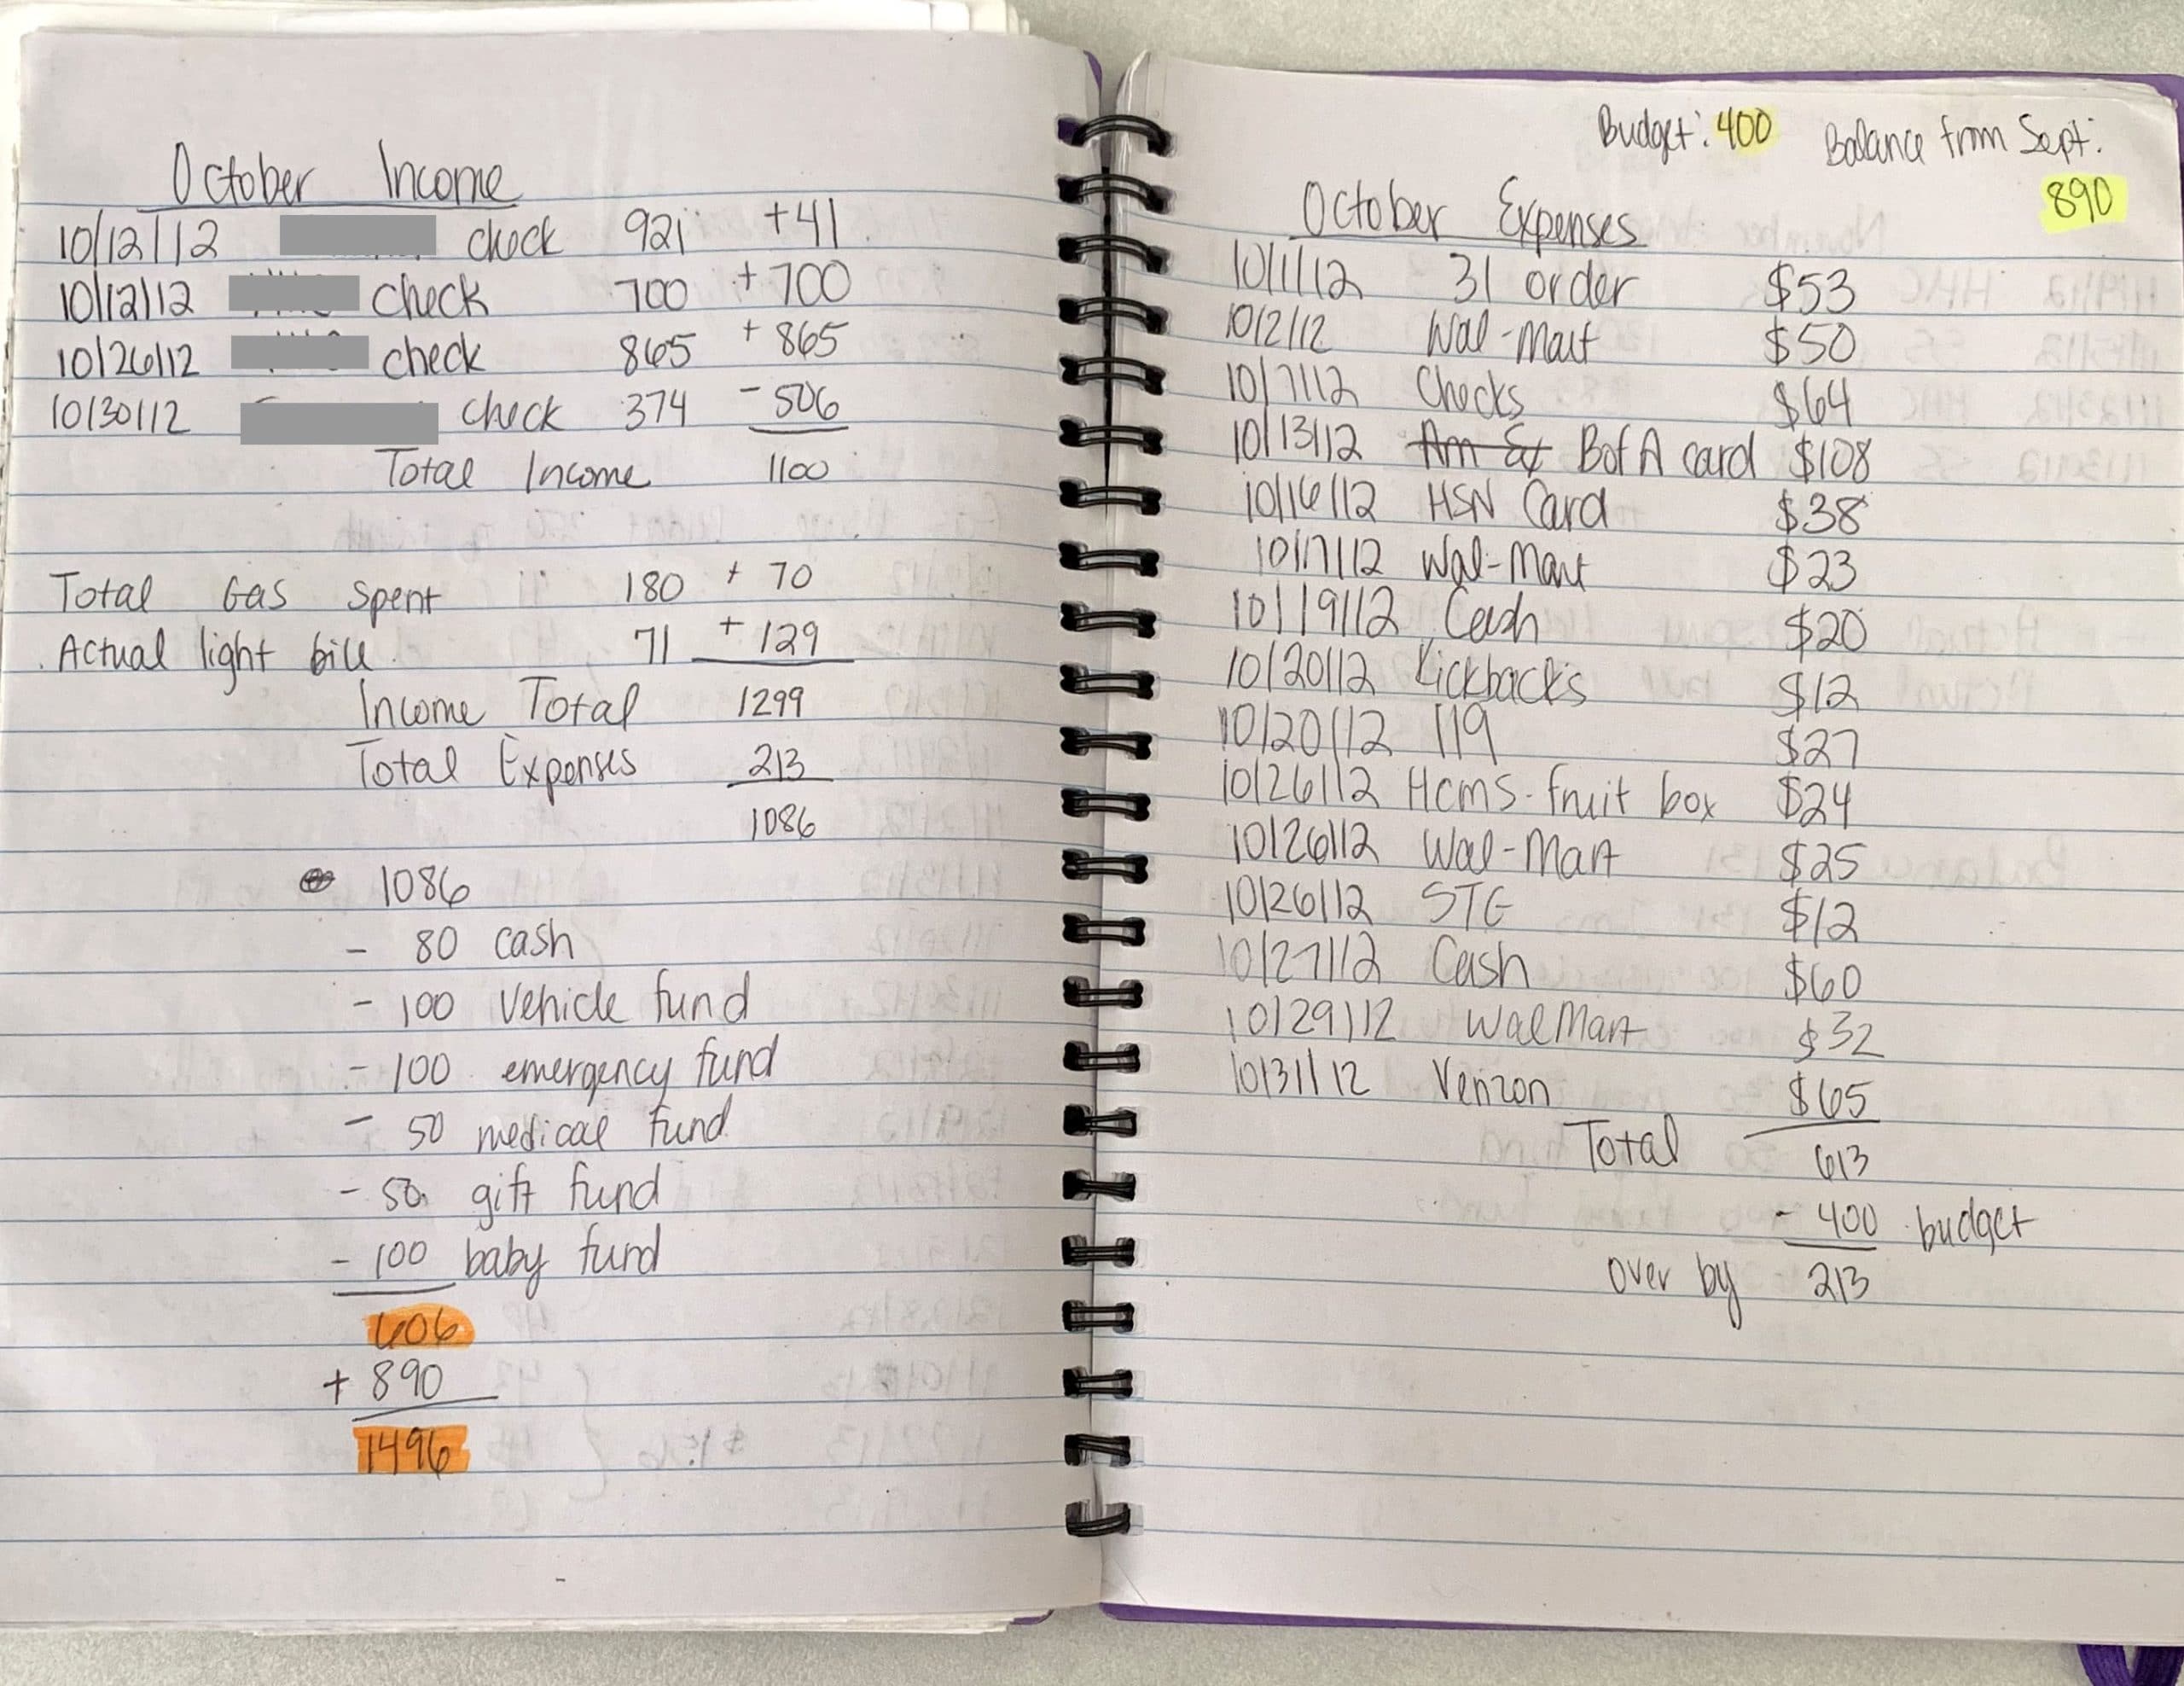 October Income
10/12/12 check 921 +41
10/12/12 check 700 + 700
10/26/12 check 865 + 865
10/30/12 check 374 - 506
Total Income 1100
Total Gas Spent 180 + 70
Actual light bill 71 + 129
Income Total 1299
Total Expenses 213
1086
1086
- 80 cash
- 100 Vehicle fund
- 100 emergency fund
- 50 medical fund
- 50 gift fund
- 100 baby fund
606
+ 890
1496
Budget: 400 Balance from Sept:
890
October Expenses
10/1/12 31 order $53
10/2/12 Wal-Mart $50
10/7/12 Checks $64
10/13/12 Am Ex BofA card $108
10/16/12 HSN Card $38
10/17/12 Wal-Mart $23
10/19/12 Cash $20
10/20/12 Kickbacks $12
10/20/12 119 $27
10/26/12 Hcms-fruit box $24
10/26/12 Wal-Mart $25
10/26/12 STG $12
10/27/12 Cash $60
10/29/12 WalMart $32
10/31/12 Verizon $65
Total 613
- 400 budget
over by 213